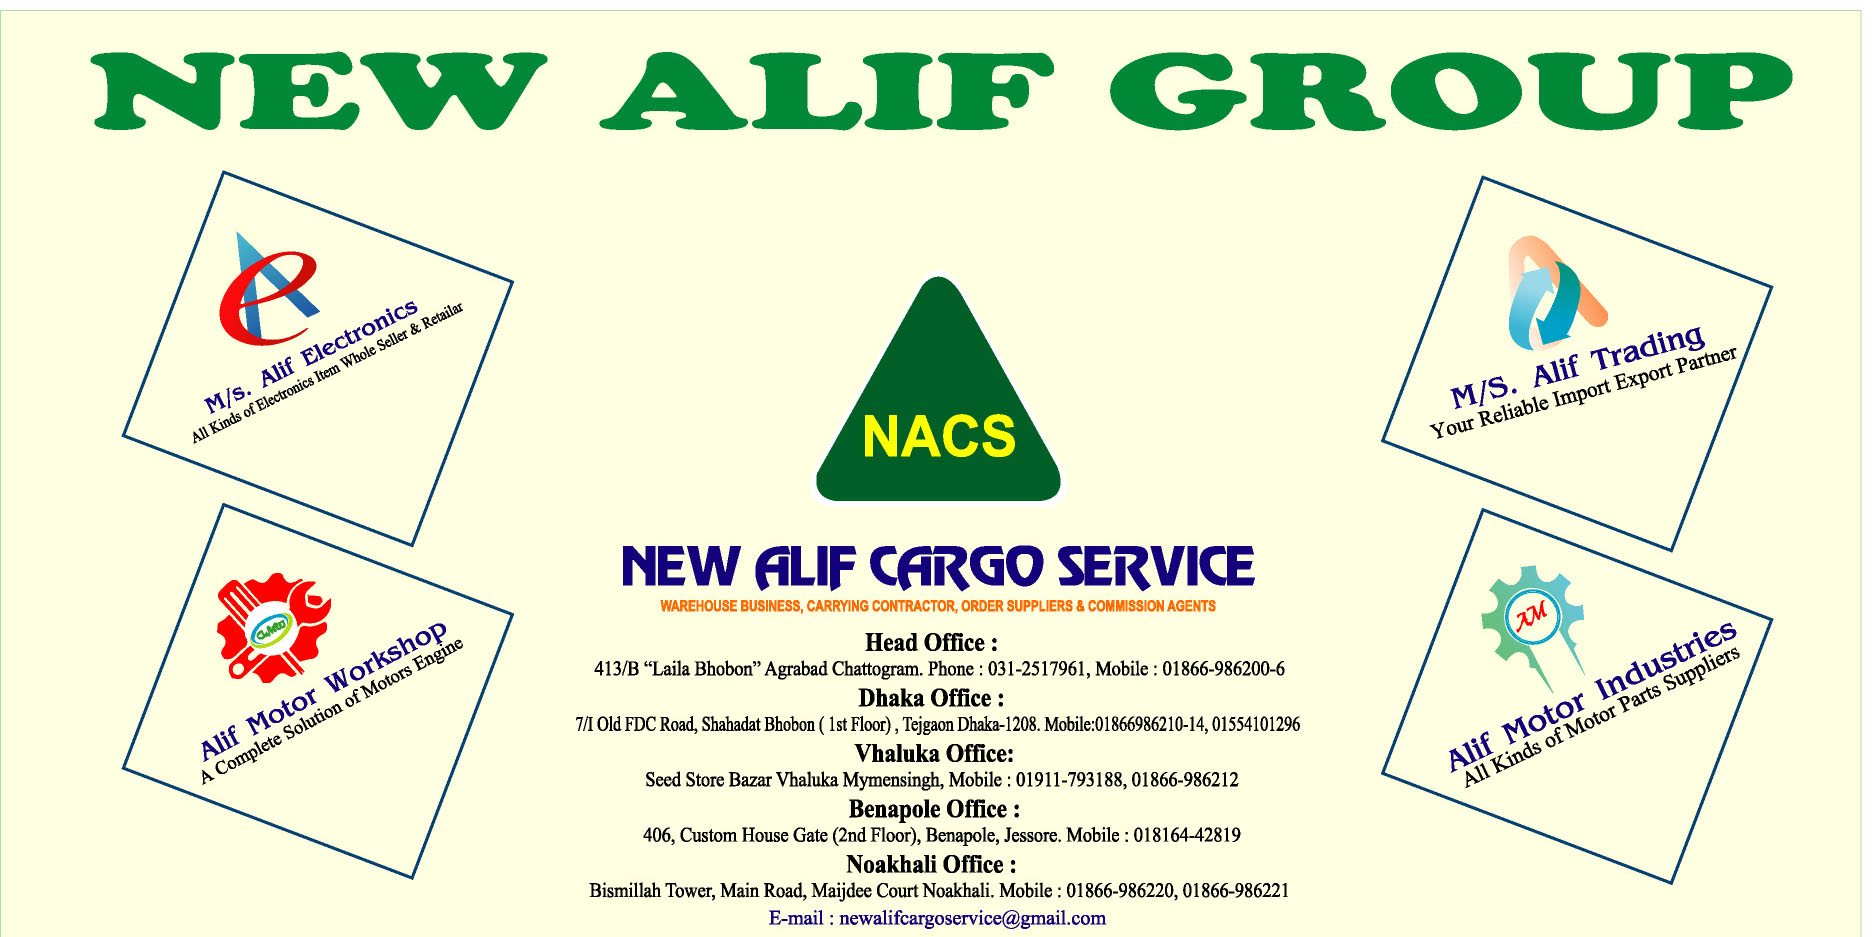 NEW ALIF GROUP
M/s. Alif Electronics
All Kinds of Electronics Item Whole Seller & Retailar
M/S. Alif Trading
Your Reliable Import Export Partner
NACS
NEW ALIF CARGO SERVICE
WAREHOUSE BUSINESS, CARRYING CONTRACTOR, ORDER SUPPLIERS & COMMISSION AGENTS
Alif Motor Workshop
A Complete Solution of Motors Engine
AM
Alif Motor Industries
All Kinds of Motor Parts Suppliers
Head Office :
413/B “Laila Bhobon” Agrabad Chattogram. Phone : 031-2517961, Mobile : 01866-986200-6
Dhaka Office :
7/I Old FDC Road, Shahadat Bhobon ( 1st Floor) , Tejgaon Dhaka-1208. Mobile:01866986210-14, 01554101296
Vhaluka Office:
Seed Store Bazar Vhaluka Mymensingh, Mobile : 01911-793188, 01866-986212
Benapole Office :
406, Custom House Gate (2nd Floor), Benapole, Jessore. Mobile : 018164-42819
Noakhali Office :
Bismillah Tower, Main Road, Maijdee Court Noakhali. Mobile : 01866-986220, 01866-986221
E-mail : newalifcargoservice@gmail.com